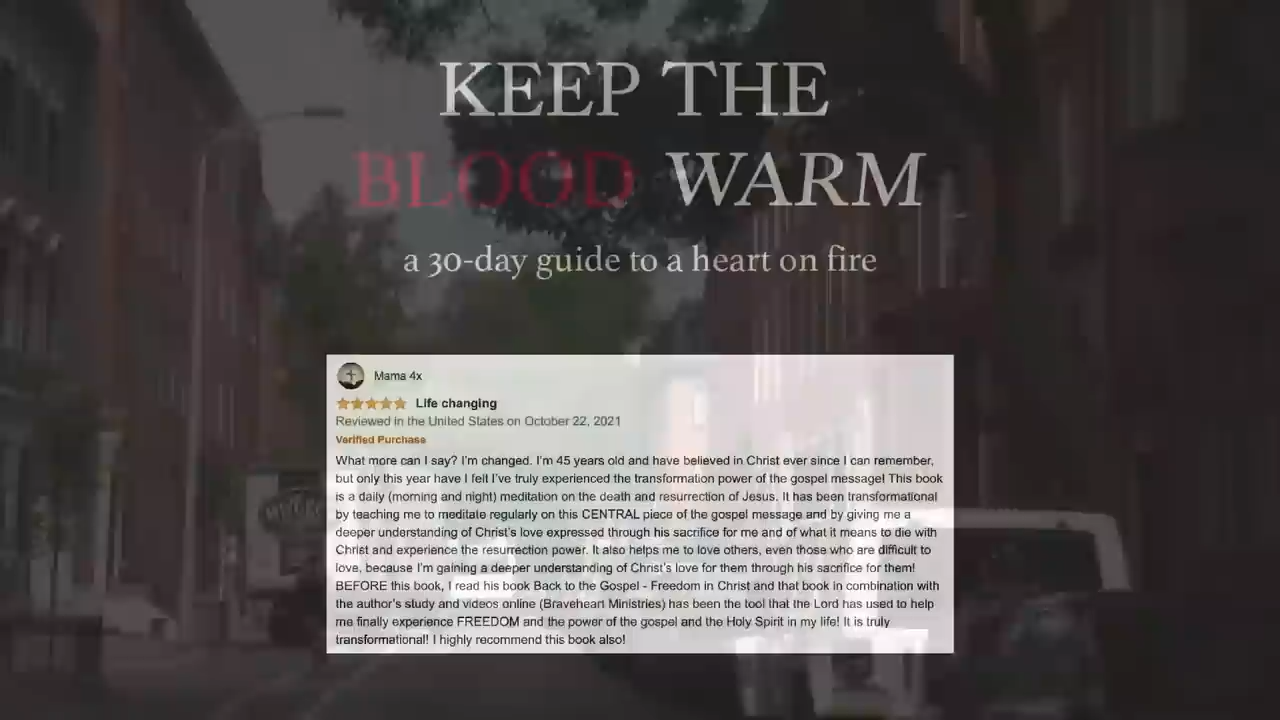 KEEP THE
BLOOD WARM
a 30-day guide to a heart on fire
Mama 4x
Life changing
Reviewed in the United States on October 22, 2021
Verified Purchase
What more can I say? I'm changed. I'm 45 years old and have believed in Christ ever since I can remember,
but only this year have I felt I've truly experienced the transformation power of the gospel message! This book
is a daily (morning and night) meditation on the death and resurrection of Jesus. It has been transformational
by teaching me to meditate regularly on this CENTRAL piece of the gospel message and by giving me a
deeper understanding of Christ's love expressed through his sacrifice for me and of what it means to die with
Christ and experience the resurrection power. It also helps me to love others, even those who are difficult to
love, because I'm gaining a deeper understanding of Christ's love for them through his sacrifice for them!
BEFORE this book, I read his book Back to the Gospel - Freedom in Christ and that book in combination with
the author's study and videos online (Braveheart Ministries) has been the tool that the Lord has used to help
me finally experience FREEDOM and the power of the gospel and the Holy Spirit in my life! It is truly
transformational! I highly recommend this book also!